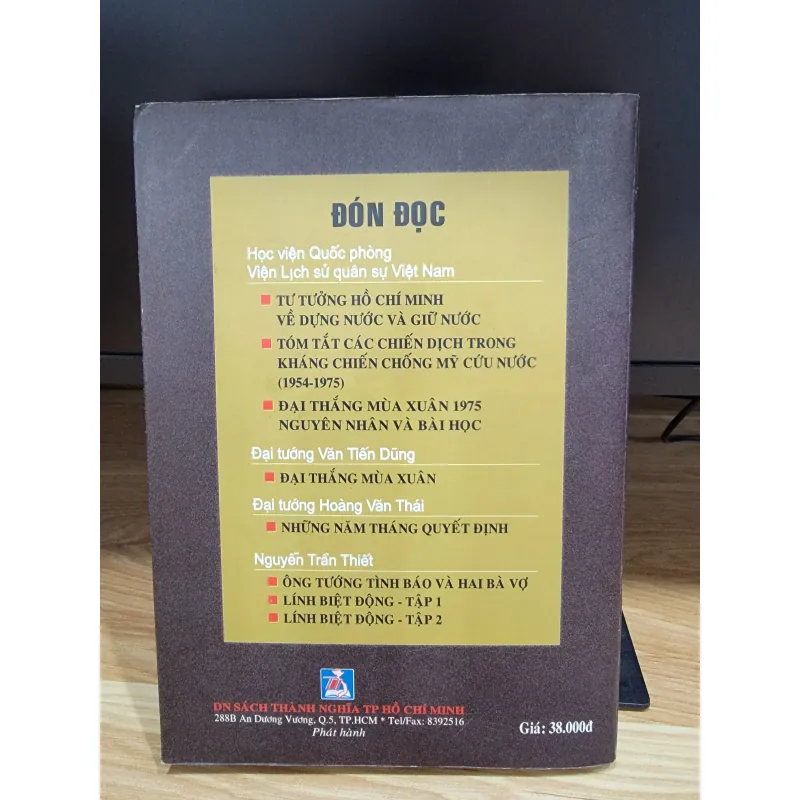 ĐÓN ĐỌC
Học viện Quốc phòng
Viện Lịch sử quân sự Việt Nam
TƯ TƯỞNG HỒ CHÍ MINH
VỀ DỰNG NƯỚC VÀ GIỮ NƯỚC
TÓM TẮT CÁC CHIẾN DỊCH TRONG
KHÁNG CHIẾN CHỐNG MỸ CỨU NƯỚC
(1954-1975)
ĐẠI THẮNG MÙA XUÂN 1975
NGUYÊN NHÂN VÀ BÀI HỌC
Đại tướng Văn Tiến Dũng
ĐẠI THẮNG MÙA XUÂN
Đại tướng Hoàng Văn Thái
NHỮNG NĂM THÁNG QUYẾT ĐỊNH
Nguyễn Trần Thiết
ÔNG TƯỚNG TÌNH BÁO VÀ HAI BÀ VỢ
LÍNH BIỆT ĐỘNG - TẬP 1
LÍNH BIỆT ĐỘNG - TẬP 2
DN SÁCH THÀNH NGHĨA TP HỒ CHÍ MINH
288B An Dương Vương, Q.5, TP.HCM * Tel/Fax: 8392516
Phát hành
Giá: 38.000đ